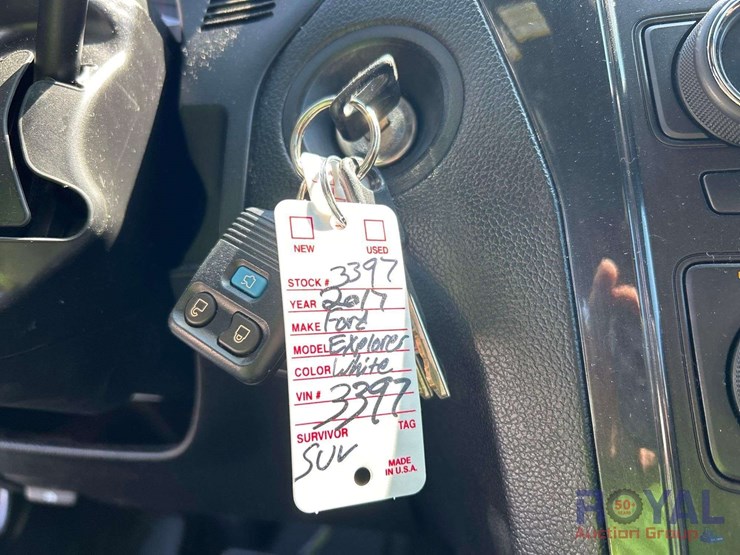 NEW USED
STOCK # 3397
YEAR 2017
MAKE Ford
MODEL Explorer
COLOR White
VIN # 3397
SURVIVOR TAG
SUV
MADE
IN U.S.A.
50+
ROYAL
Auction Group